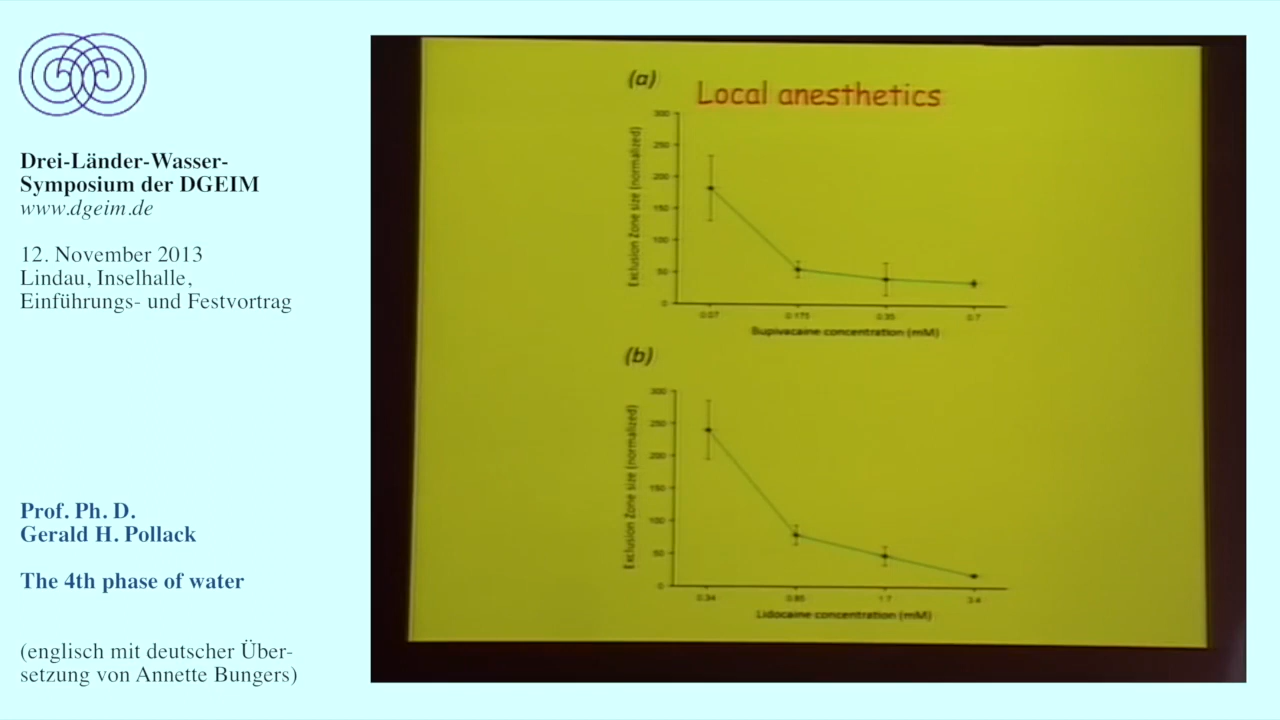 Drei-Länder-Wasser-
Symposium der DGEIM
www.dgeim.de
12. November 2013
Lindau, Inselhalle,
Einführungs- und Festvortrag
Prof. Ph. D.
Gerald H. Pollack
The 4th phase of water
(englisch mit deutscher Über-
setzung von Annette Bungers)
(a)
Local anesthetics
Exclusion Zone size (normalized)
300
250
200
150
100
50
0
0.07 0.175 0.35 0.7
Bupivacaine concentration (mM)
(b)
Exclusion Zone size (normalized)
300
250
200
150
100
50
0
0.34 0.85 1.7 3.4
Lidocaine concentration (mM)